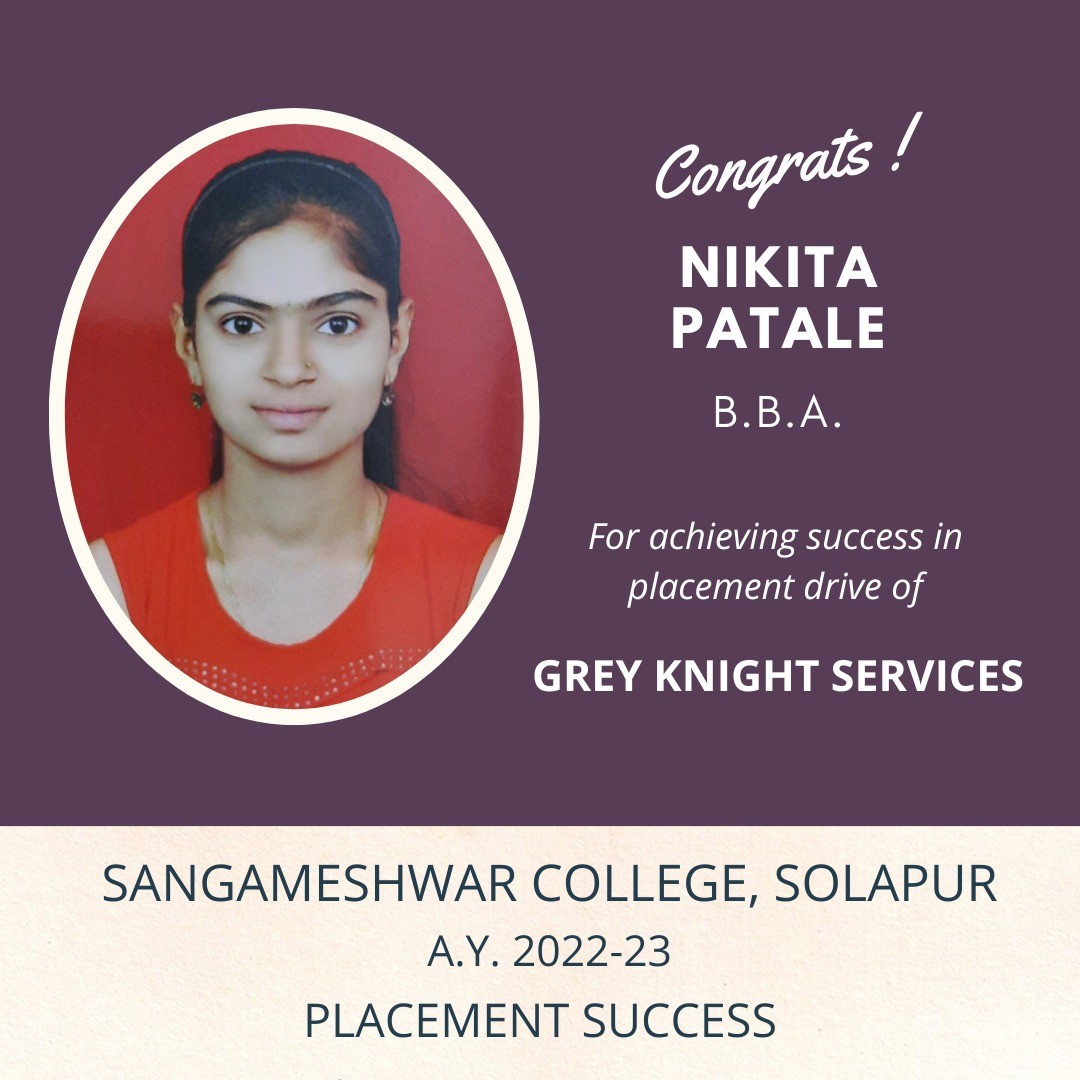 Congrats !
NIKITA
PATALE
B.B.A.
For achieving success in
placement drive of
GREY KNIGHT SERVICES
SANGAMESHWAR COLLEGE, SOLAPUR
A.Y. 2022-23
PLACEMENT SUCCESS